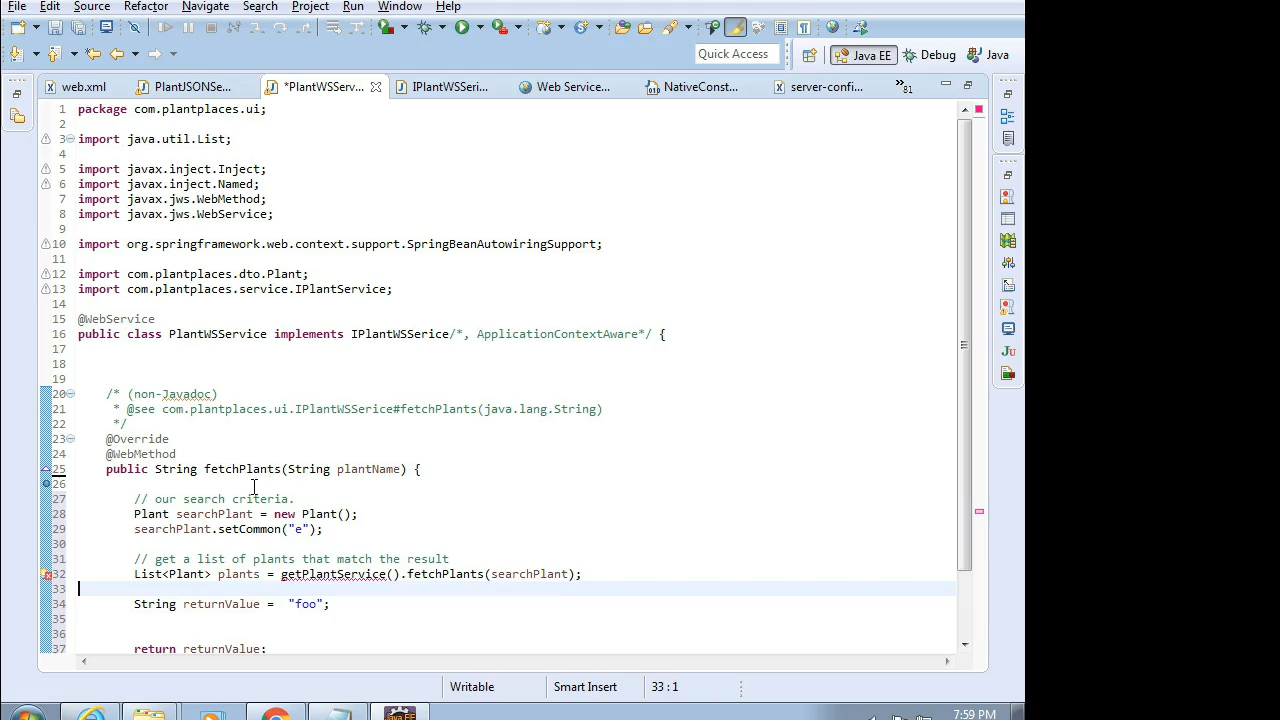 File Edit Source Refactor Navigate Search Project Run Window Help
Quick Access Java EE Debug Java
web.xml PlantJSONSe... *PlantWSServ... IPlantWSSeri... Web Service... NativeConst... server-confi... »81
1 package com.plantplaces.ui;
2
3 import java.util.List;
4
5 import javax.inject.Inject;
6 import javax.inject.Named;
7 import javax.jws.WebMethod;
8 import javax.jws.WebService;
9
10 import org.springframework.web.context.support.SpringBeanAutowiringSupport;
11
12 import com.plantplaces.dto.Plant;
13 import com.plantplaces.service.IPlantService;
14
15 @WebService
16 public class PlantWSService implements IPlantWSSerice/*, ApplicationContextAware*/ {
17
18
19
20 /* (non-Javadoc)
21 * @see com.plantplaces.ui.IPlantWSSerice#fetchPlants(java.lang.String)
22 */
23 @Override
24 @WebMethod
25 public String fetchPlants(String plantName) {
26
27 // our search criteria.
28 Plant searchPlant = new Plant();
29 searchPlant.setCommon("e");
30
31 // get a list of plants that match the result
32 List<Plant> plants = getPlantService().fetchPlants(searchPlant);
33
34 String returnValue = "foo";
35
36
37 return returnValue;
Writable Smart Insert 33 : 1
7:59 PM